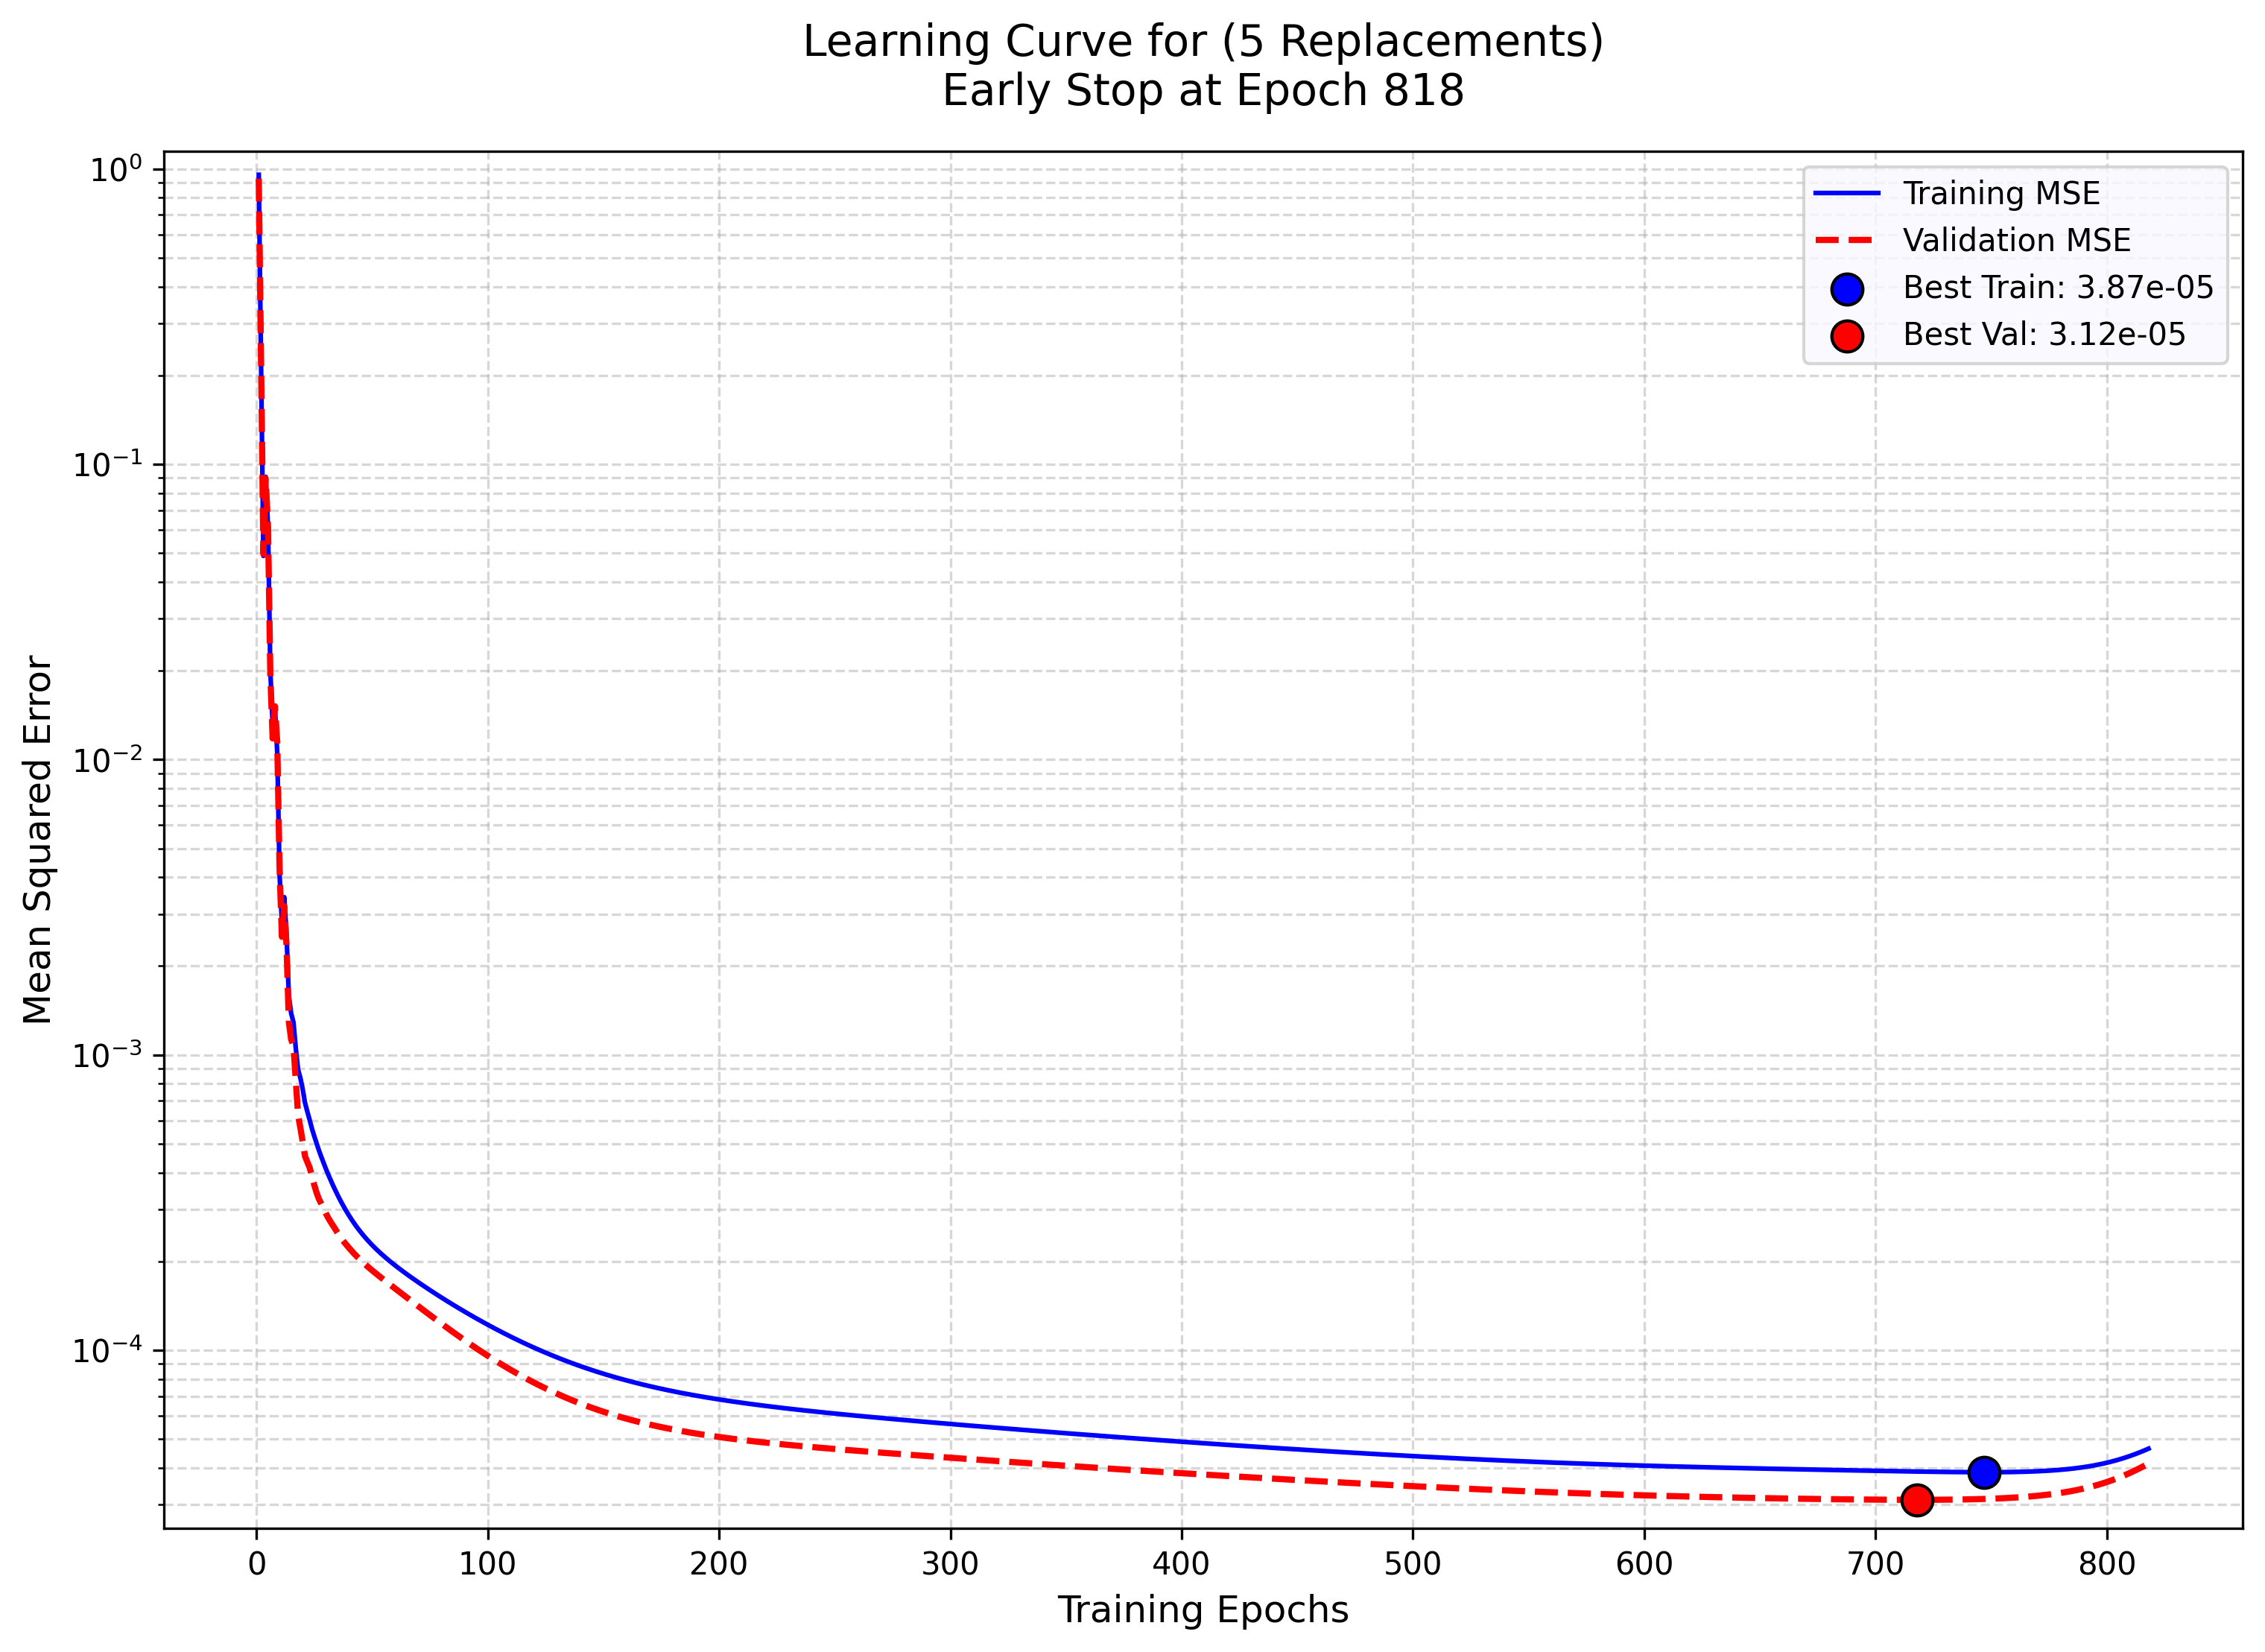 Learning Curve for (5 Replacements)
Early Stop at Epoch 818
Mean Squared Error
10⁰
10⁻¹
10⁻²
10⁻³
10⁻⁴
Training MSE
Validation MSE
Best Train: 3.87e-05
Best Val: 3.12e-05
0 100 200 300 400 500 600 700 800
Training Epochs